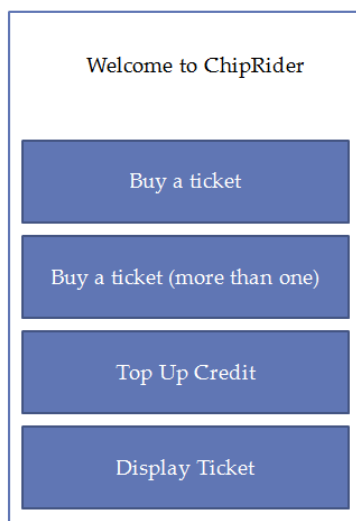 Welcome to ChipRider
Buy a ticket
Buy a ticket (more than one)
Top Up Credit
Display Ticket